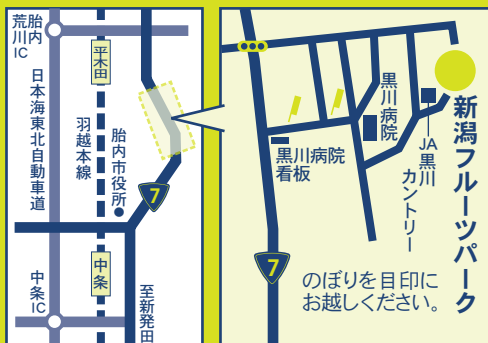 胎内
荒川IC
平木田
日本海東北自動車道
羽越本線
胎内市役所
7
中条
中条IC
至新発田
黒川病院
黒川病院
看板
JA黒川
カントリー
新潟フルーツパーク
7
のぼりを目印に
お越しください。